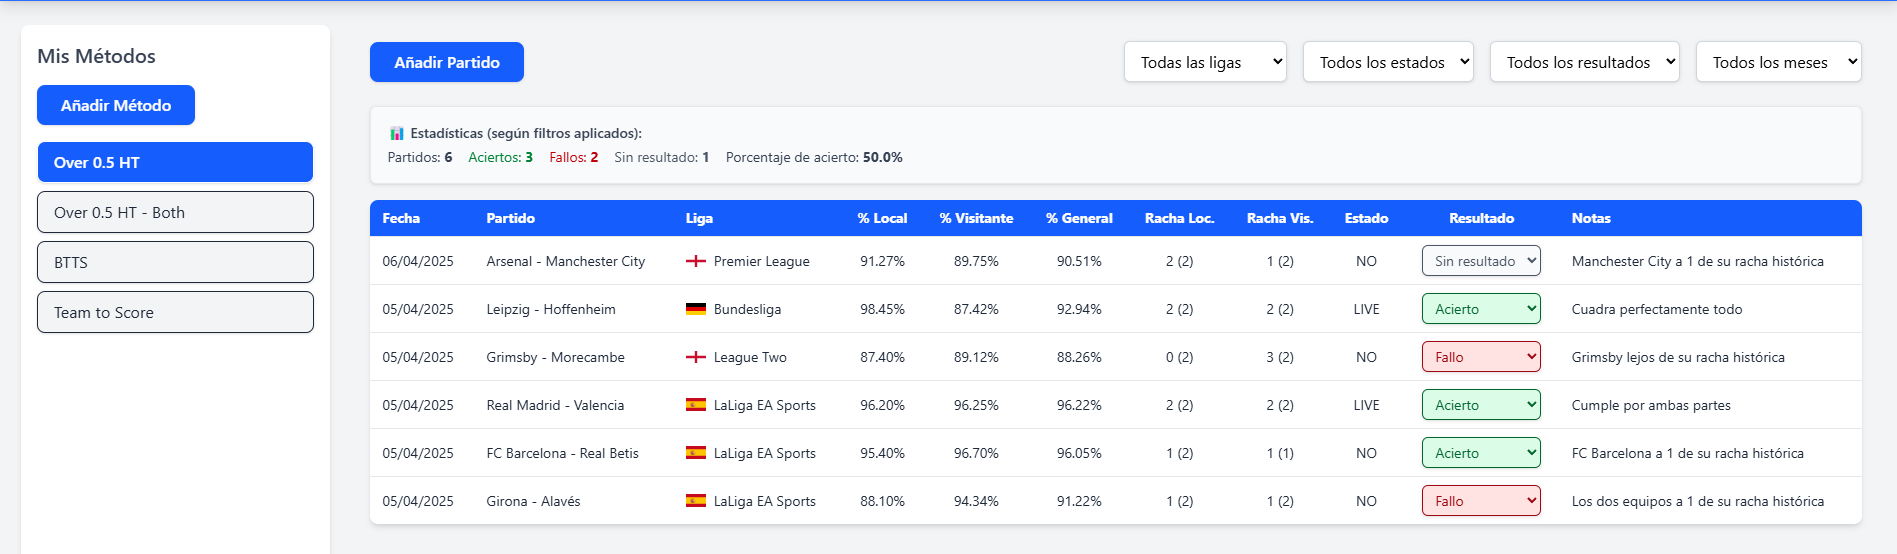 Mis Métodos
Añadir Método
Over 0.5 HT
Over 0.5 HT - Both
BTTS
Team to Score
Añadir Partido
Todas las ligas
Todos los estados
Todos los resultados
Todos los meses
Estadísticas (según filtros aplicados):
Partidos: 6 Aciertos: 3 Fallos: 2 Sin resultado: 1 Porcentaje de acierto: 50.0%
Fecha Partido Liga % Local % Visitante % General Racha Loc. Racha Vis. Estado Resultado Notas
06/04/2025 Arsenal - Manchester City Premier League 91.27% 89.75% 90.51% 2 (2) 1 (2) NO Sin resultado Manchester City a 1 de su racha histórica
05/04/2025 Leipzig - Hoffenheim Bundesliga 98.45% 87.42% 92.94% 2 (2) 2 (2) LIVE Acierto Cuadra perfectamente todo
05/04/2025 Grimsby - Morecambe League Two 87.40% 89.12% 88.26% 0 (2) 3 (2) NO Fallo Grimsby lejos de su racha histórica
05/04/2025 Real Madrid - Valencia LaLiga EA Sports 96.20% 96.25% 96.22% 2 (2) 2 (2) LIVE Acierto Cumple por ambas partes
05/04/2025 FC Barcelona - Real Betis LaLiga EA Sports 95.40% 96.70% 96.05% 1 (2) 1 (1) NO Acierto FC Barcelona a 1 de su racha histórica
05/04/2025 Girona - Alavés LaLiga EA Sports 88.10% 94.34% 91.22% 1 (2) 1 (2) NO Fallo Los dos equipos a 1 de su racha histórica